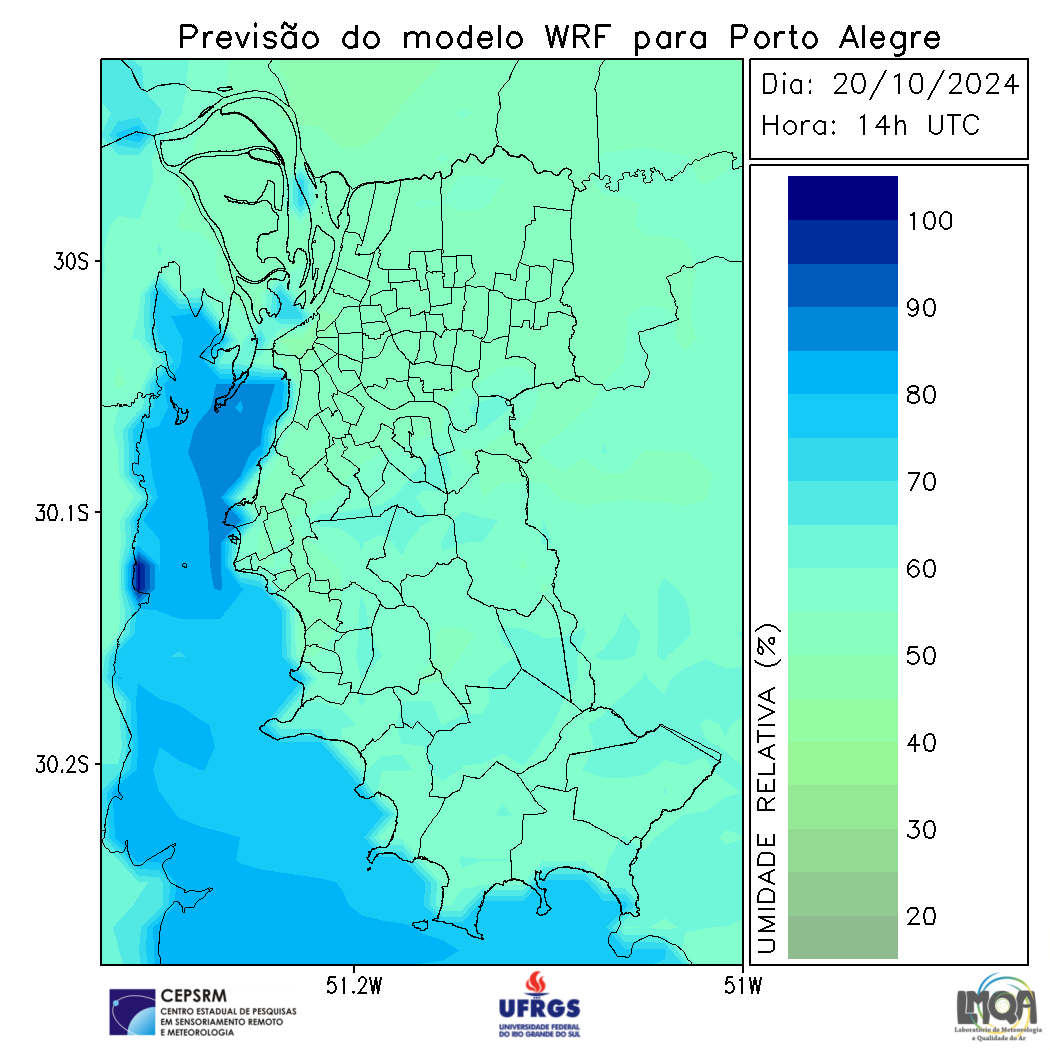 Previsão do modelo WRF para Porto Alegre
Dia: 20/10/2024
Hora: 14h UTC
30S
30.1S
30.2S
51.2W
51W
100
90
80
70
60
50
40
30
20
UMIDADE RELATIVA (%)
CEPSRM
CENTRO ESTADUAL DE PESQUISAS
EM SENSORIAMENTO REMOTO
E METEOROLOGIA
UFRGS
UNIVERSIDADE FEDERAL
DO RIO GRANDE DO SUL
LMQA
Laboratório de Meteorologia
e Qualidade do Ar